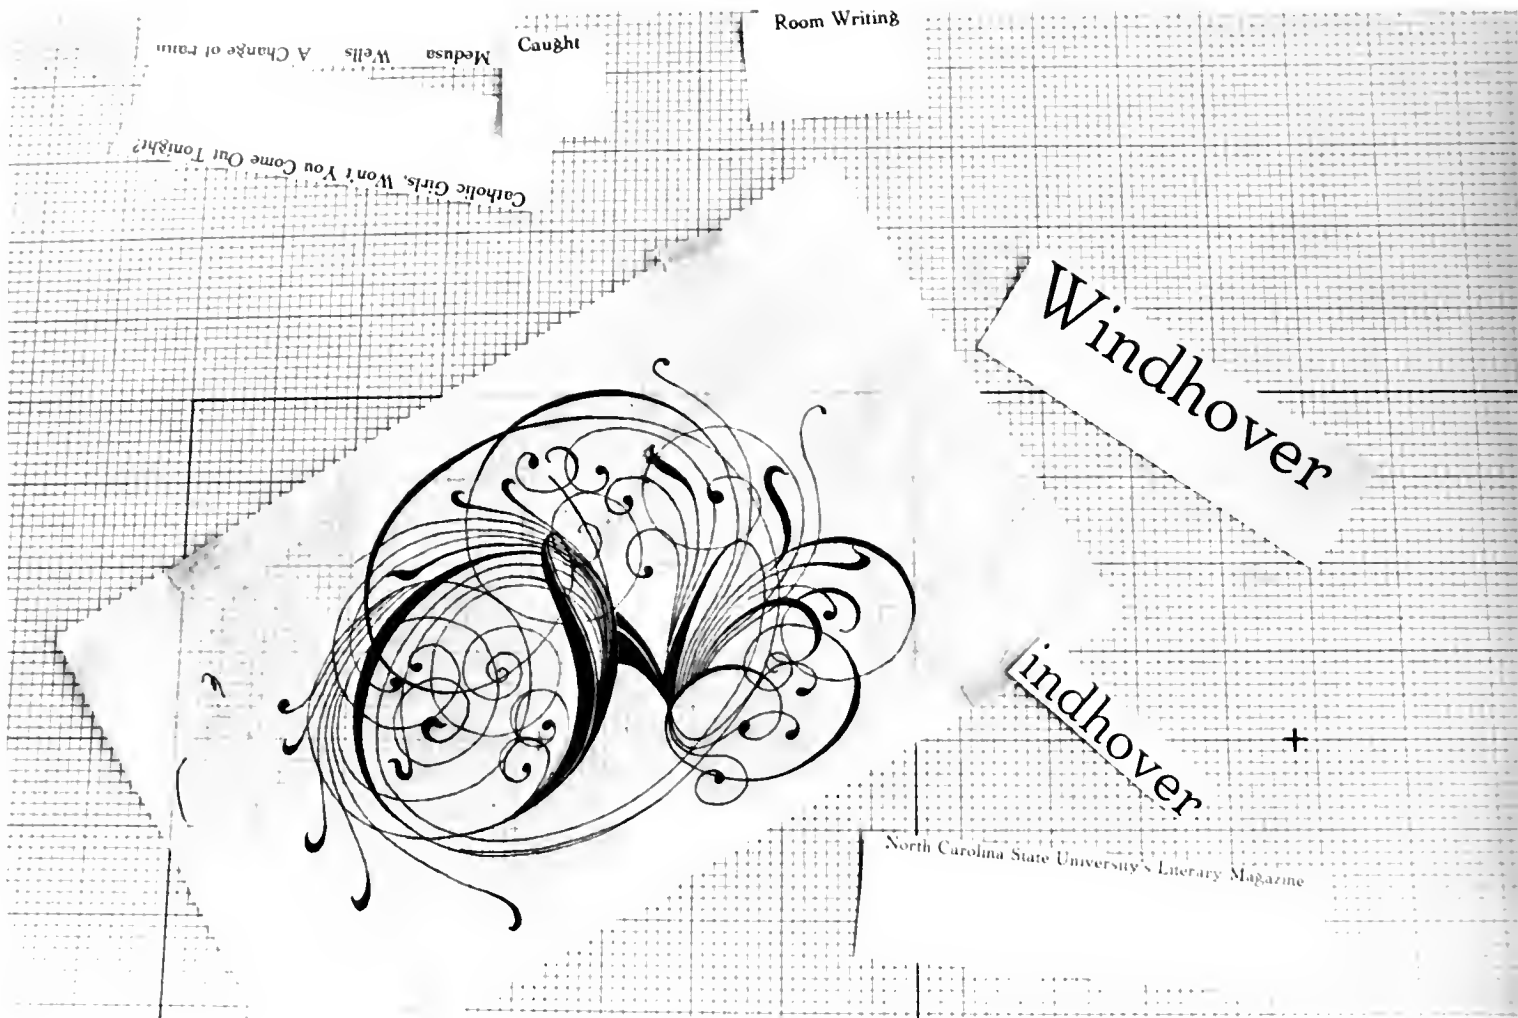 Room Writing
Caught
Medusa Wells A Change of
Catholic Girls, Won't You Come Out Tonight?
Windhover
indhover
North Carolina State University's Literary Magazine